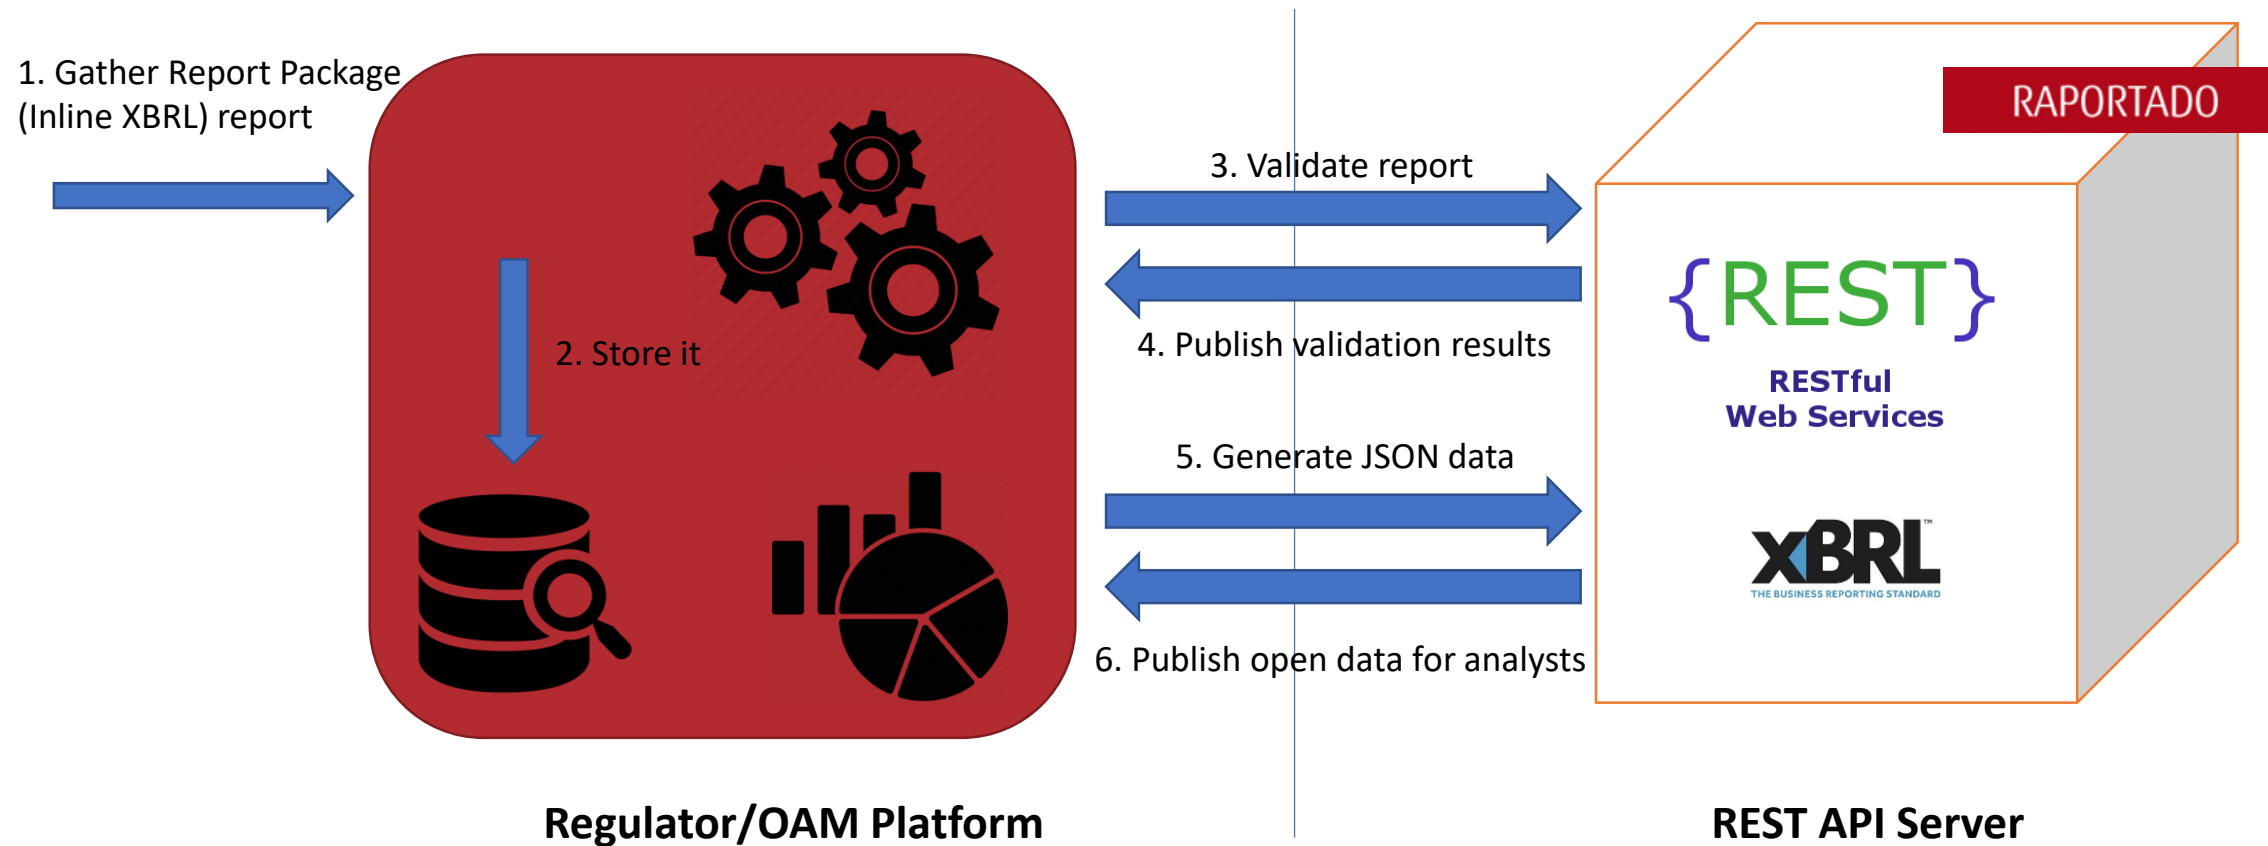 1. Gather Report Package
(Inline XBRL) report
RAPORTADO
3. Validate report
2. Store it
4. Publish validation results
{REST}
RESTful
Web Services
5. Generate JSON data
XBRL™
THE BUSINESS REPORTING STANDARD
6. Publish open data for analysts
Regulator/OAM Platform
REST API Server